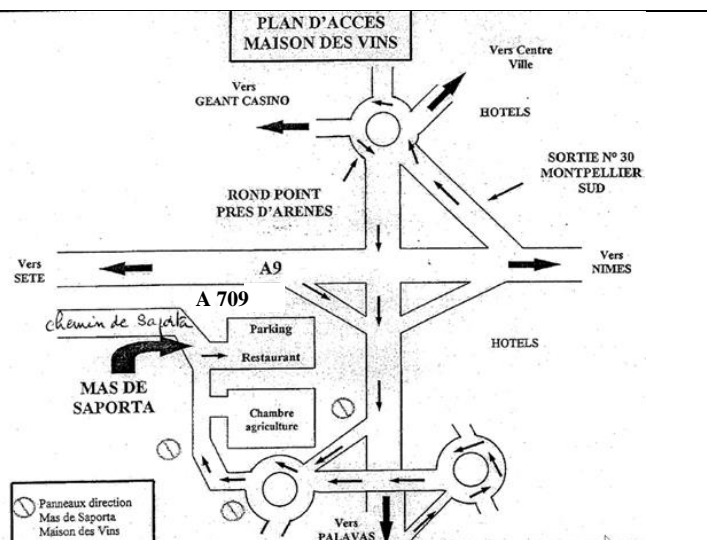 PLAN D'ACCES
MAISON DES VINS
Vers Centre
Ville
Vers
GEANT CASINO
HOTELS
SORTIE Nº 30
MONTPELLIER
SUD
ROND POINT
PRES D'ARENES
Vers
SETE
A9
Vers
NIMES
A 709
chemin de Saporta
Parking
Restaurant
HOTELS
MAS DE
SAPORTA
Chambre
agriculture
Panneaux direction
Mas de Saporta
Maison des Vins
Vers
PALAVAS